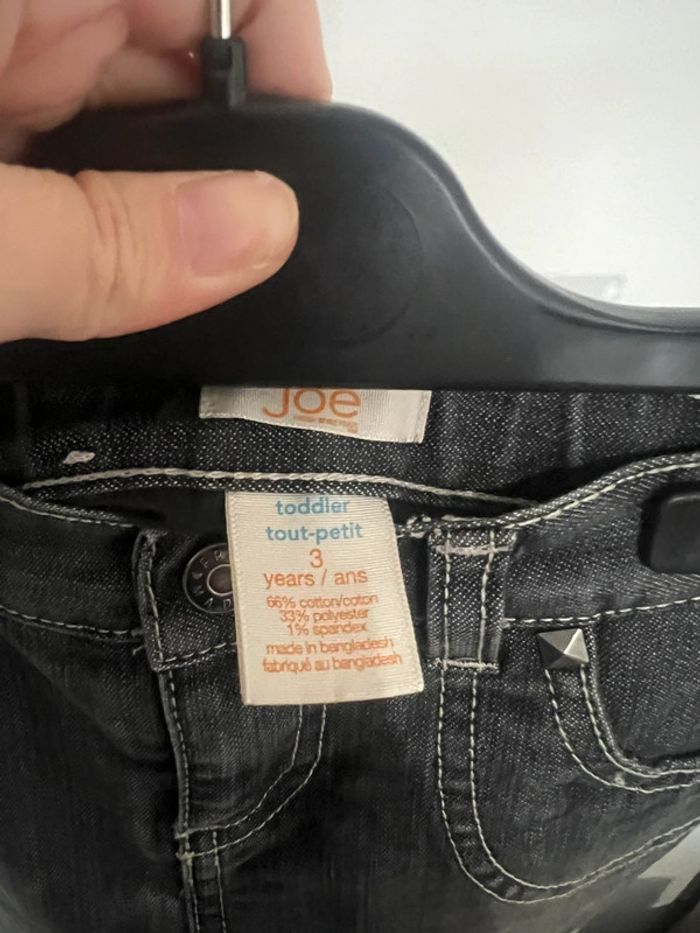 Joe
toddler
tout-petit
3
years / ans
66% cotton/coton
33% polyester
1% spandex
made in bangladesh
fabriqué au bangladesh